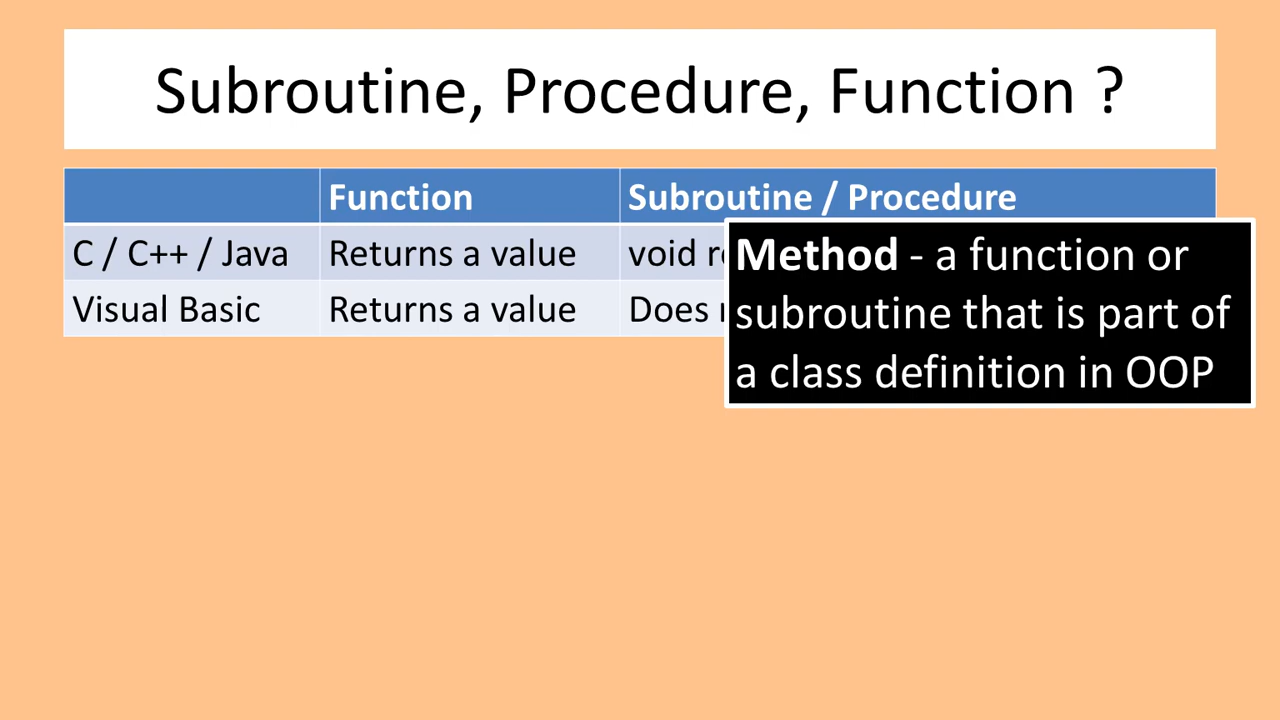 Subroutine, Procedure, Function ?
Function Subroutine / Procedure
C / C++ / Java Returns a value void
Visual Basic Returns a value Does
Method - a function or
subroutine that is part of
a class definition in OOP